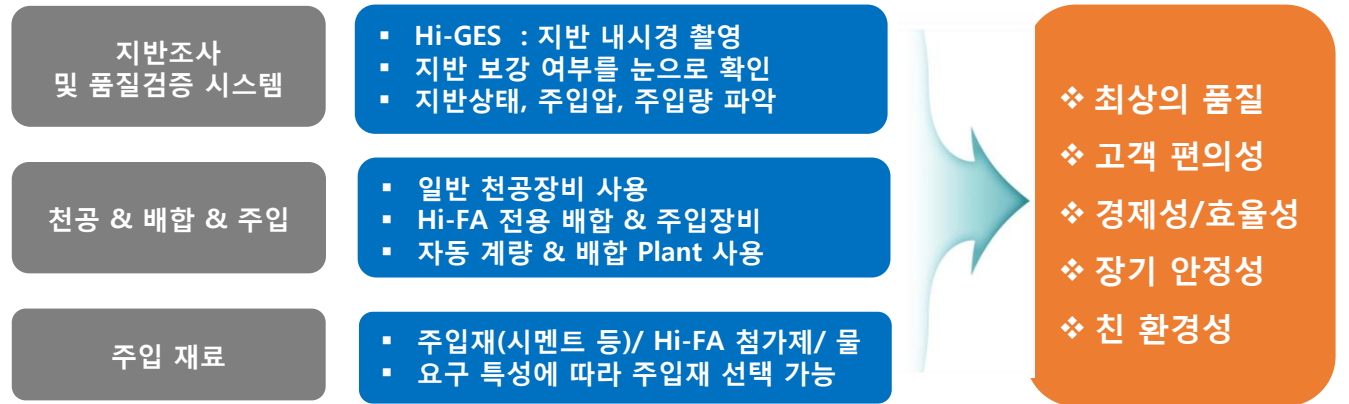 지반조사
및 품질검증 시스템
▪ Hi-GES : 지반 내시경 촬영
▪ 지반 보강 여부를 눈으로 확인
▪ 지반상태, 주입압, 주입량 파악
천공 & 배합 & 주입
▪ 일반 천공장비 사용
▪ Hi-FA 전용 배합 & 주입장비
▪ 자동 계량 & 배합 Plant 사용
주입 재료
▪ 주입재(시멘트 등)/ Hi-FA 첨가제/ 물
▪ 요구 특성에 따라 주입재 선택 가능
❖ 최상의 품질
❖ 고객 편의성
❖ 경제성/효율성
❖ 장기 안정성
❖ 친 환경성